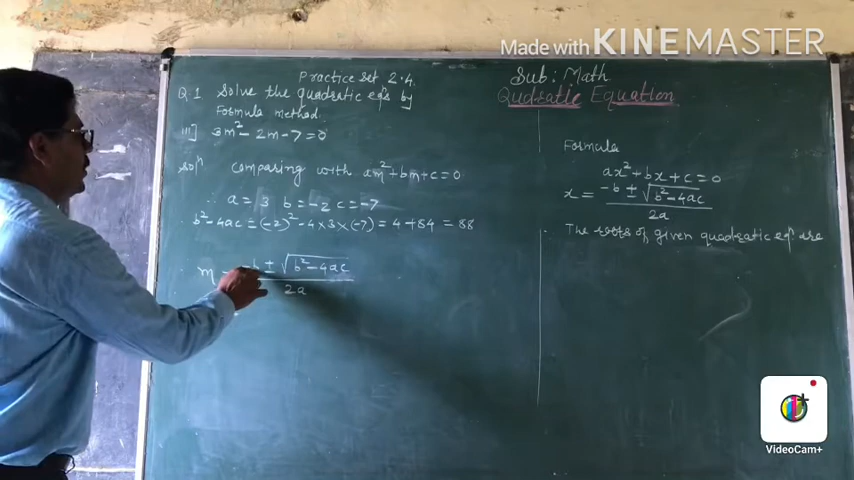 Made with KINEMASTER
Practice set 2.4
Q.1 Solve the quadratic eqⁿs by
Formula method.
iii] 3m² - 2m - 7 = 0
solⁿ comparing with am² + bm + c = 0
∴ a = 3 b = -2 c = -7
b² - 4ac = (-2)² - 4 × 3 × (-7) = 4 + 84 = 88
m = -b ± √b² - 4ac
2a
Sub: Math
Qudratic Equation
Formula
ax² + bx + c = 0
x = -b ± √b² - 4ac
2a
The roots of given quadratic eqⁿ. are
VideoCam+